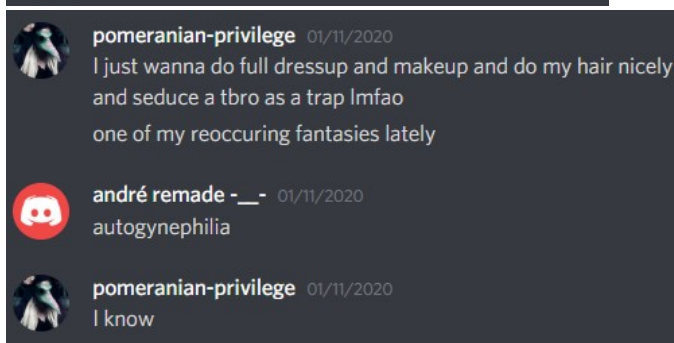 pomeranian-privilege 01/11/2020
I just wanna do full dressup and makeup and do my hair nicely
and seduce a tbro as a trap lmfao
one of my reoccuring fantasies lately
andré remade -__- 01/11/2020
autogynephilia
pomeranian-privilege 01/11/2020
I know